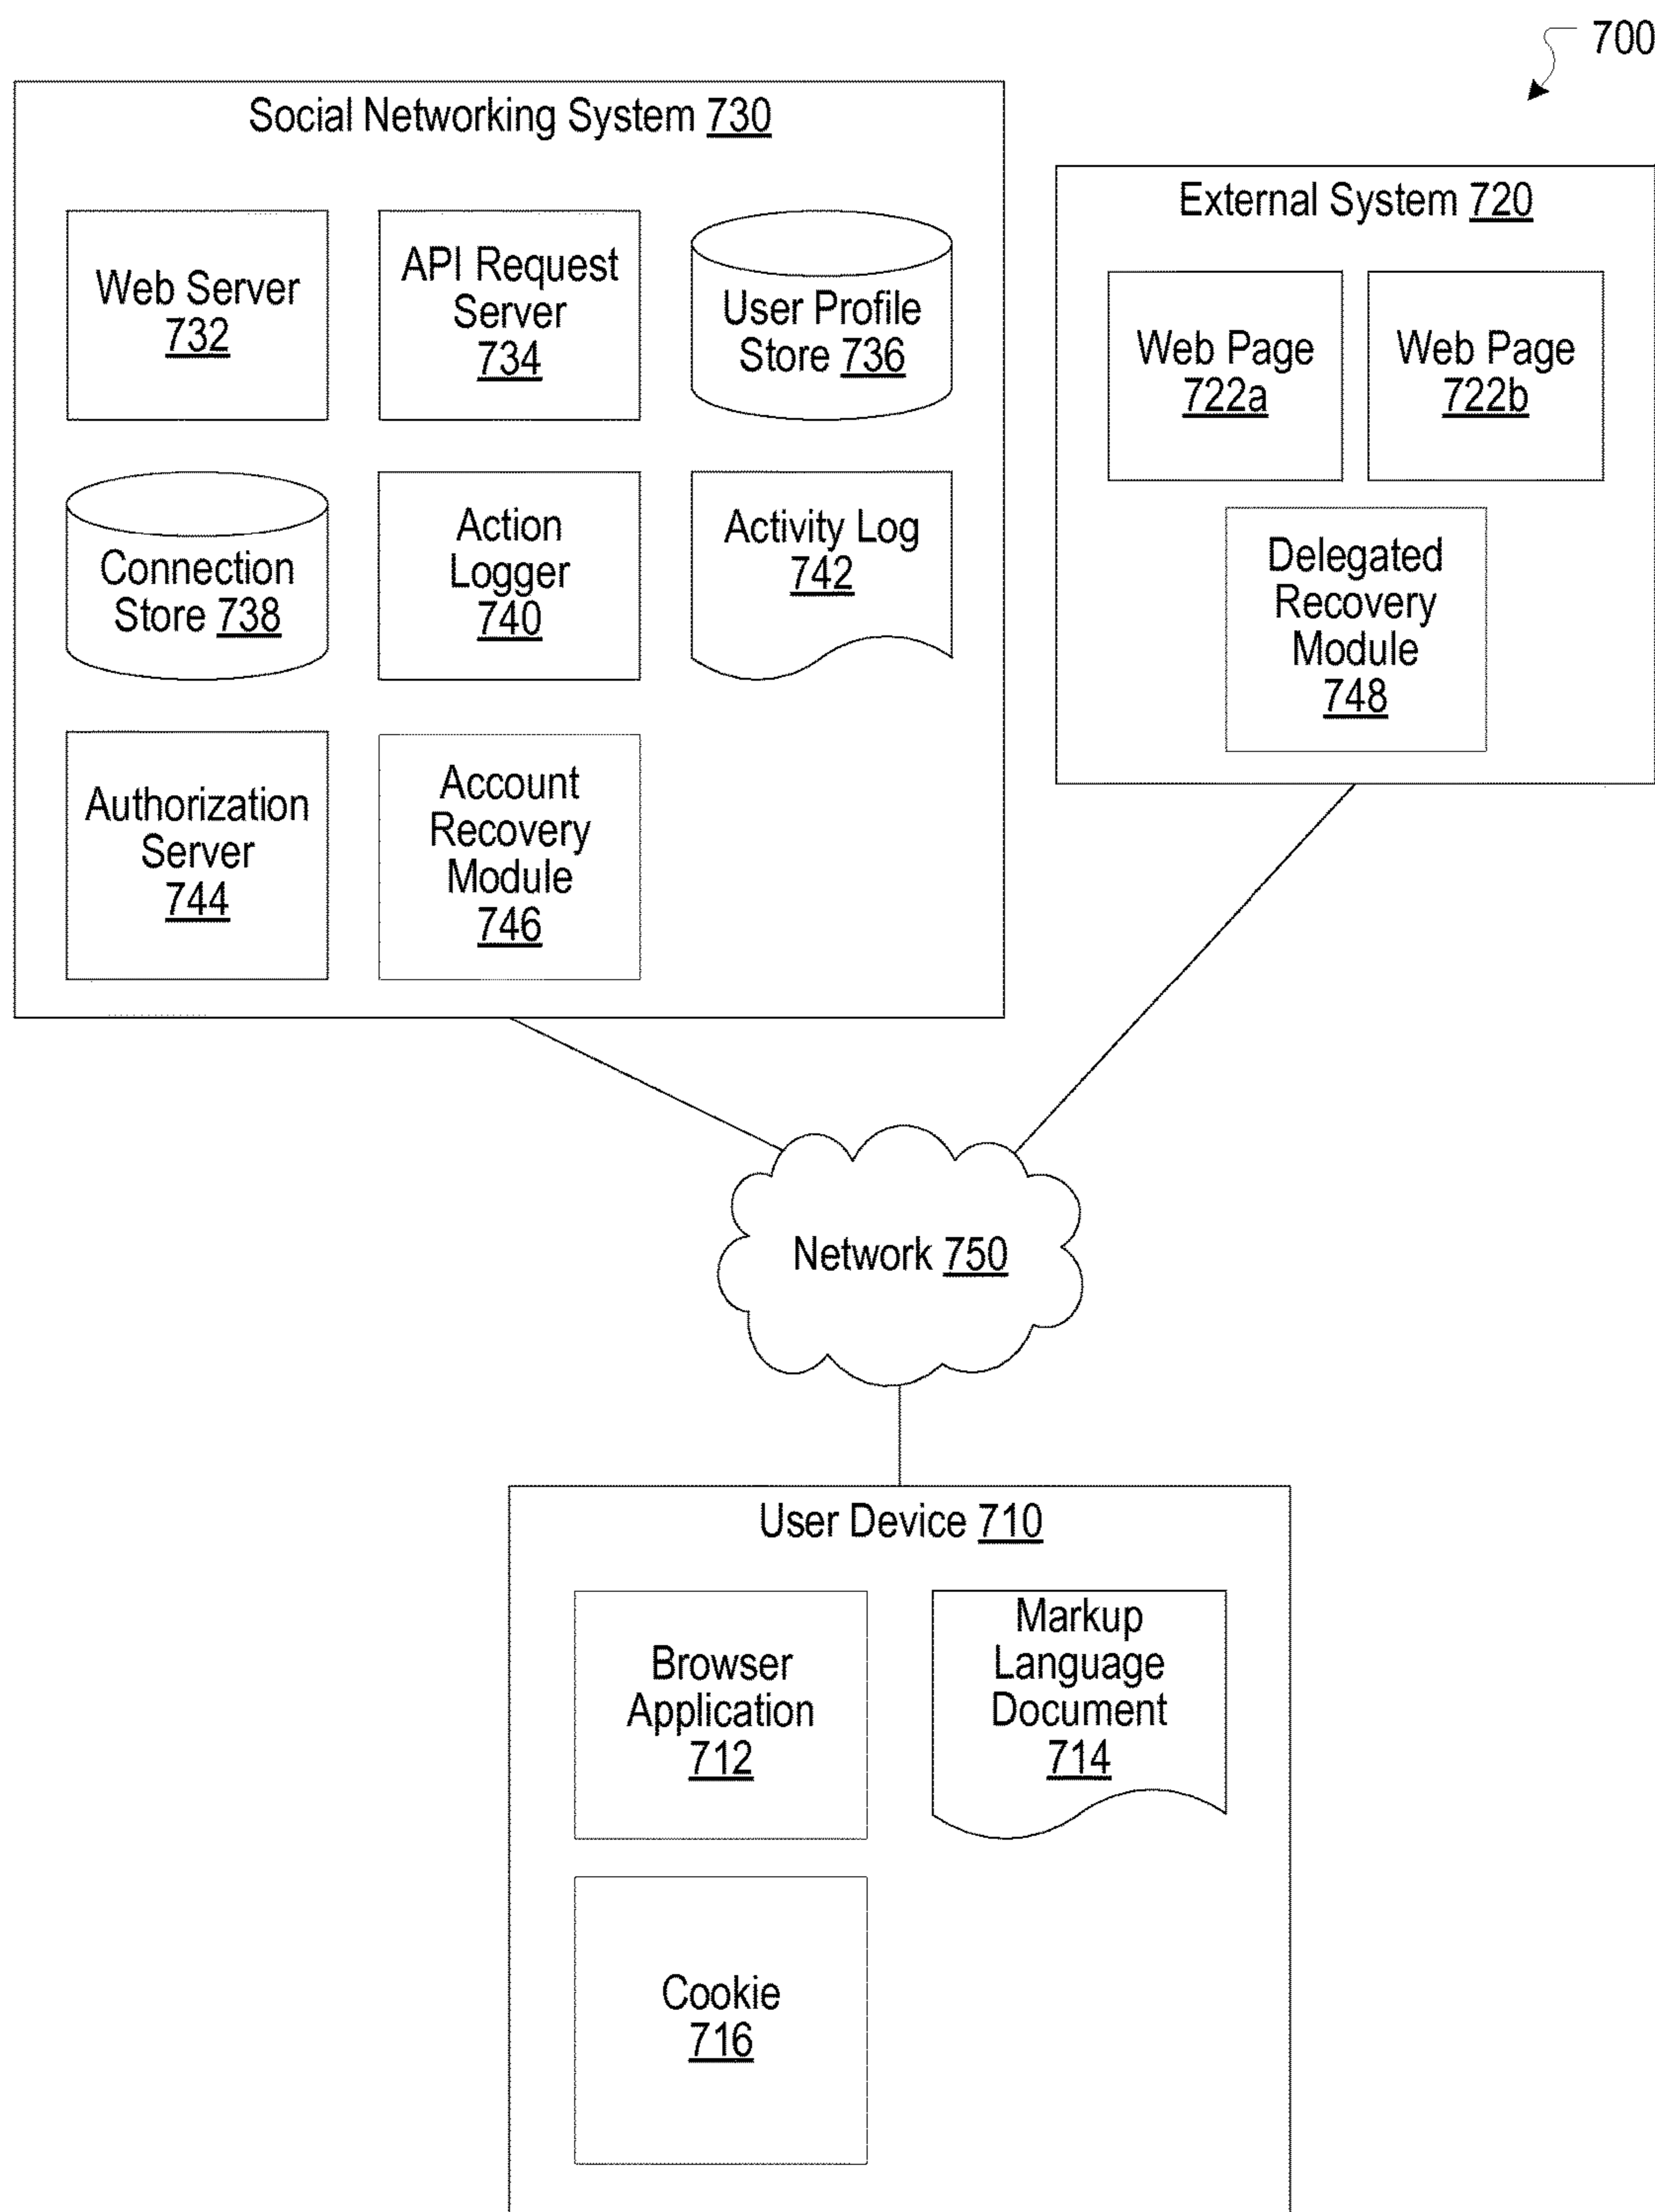 700
Social Networking System 730
Web Server
732
API Request
Server
734
User Profile
Store 736
Connection
Store 738
Action
Logger
740
Activity Log
742
Authorization
Server
744
Account
Recovery
Module
746
External System 720
Web Page
722a
Web Page
722b
Delegated
Recovery
Module
748
Network 750
User Device 710
Browser
Application
712
Markup
Language
Document
714
Cookie
716